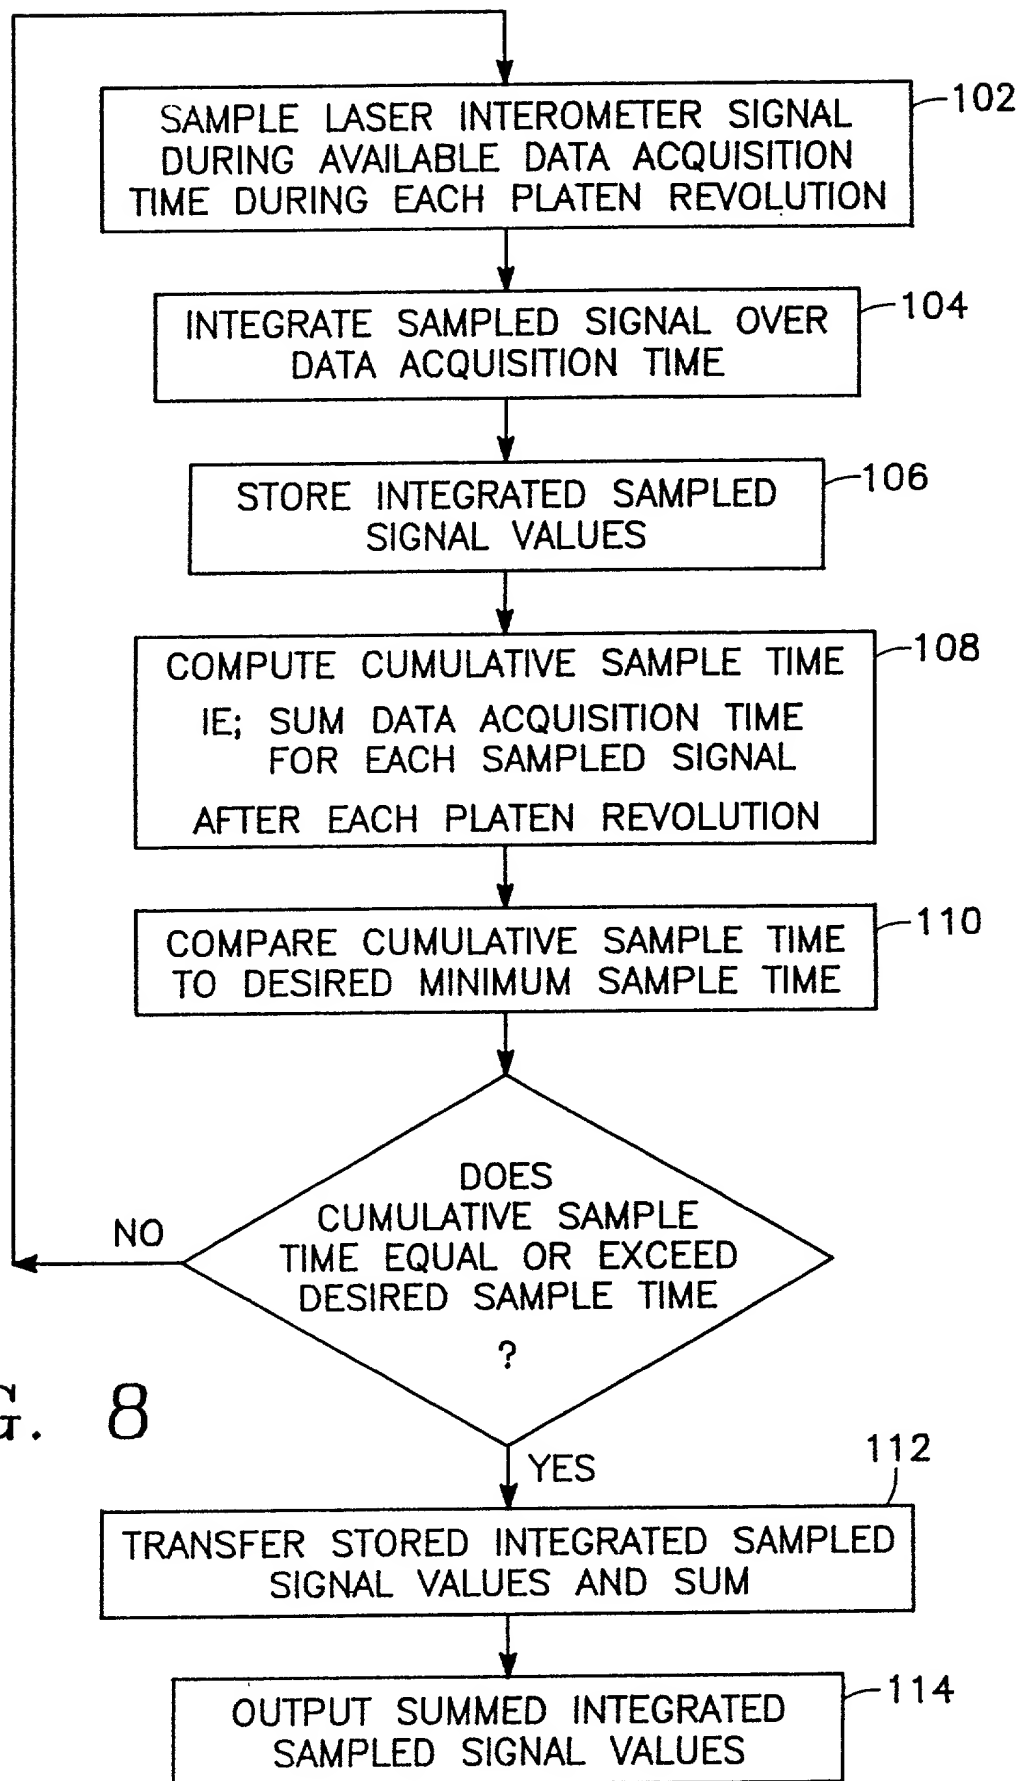 SAMPLE LASER INTEROMETER SIGNAL
DURING AVAILABLE DATA ACQUISITION
TIME DURING EACH PLATEN REVOLUTION
102
INTEGRATE SAMPLED SIGNAL OVER
DATA ACQUISITION TIME
104
STORE INTEGRATED SAMPLED
SIGNAL VALUES
106
COMPUTE CUMULATIVE SAMPLE TIME
IE; SUM DATA ACQUISITION TIME
FOR EACH SAMPLED SIGNAL
AFTER EACH PLATEN REVOLUTION
108
COMPARE CUMULATIVE SAMPLE TIME
TO DESIRED MINIMUM SAMPLE TIME
110
DOES
CUMULATIVE SAMPLE
TIME EQUAL OR EXCEED
DESIRED SAMPLE TIME
?
NO
G. 8
YES
112
TRANSFER STORED INTEGRATED SAMPLED
SIGNAL VALUES AND SUM
OUTPUT SUMMED INTEGRATED
SAMPLED SIGNAL VALUES
114